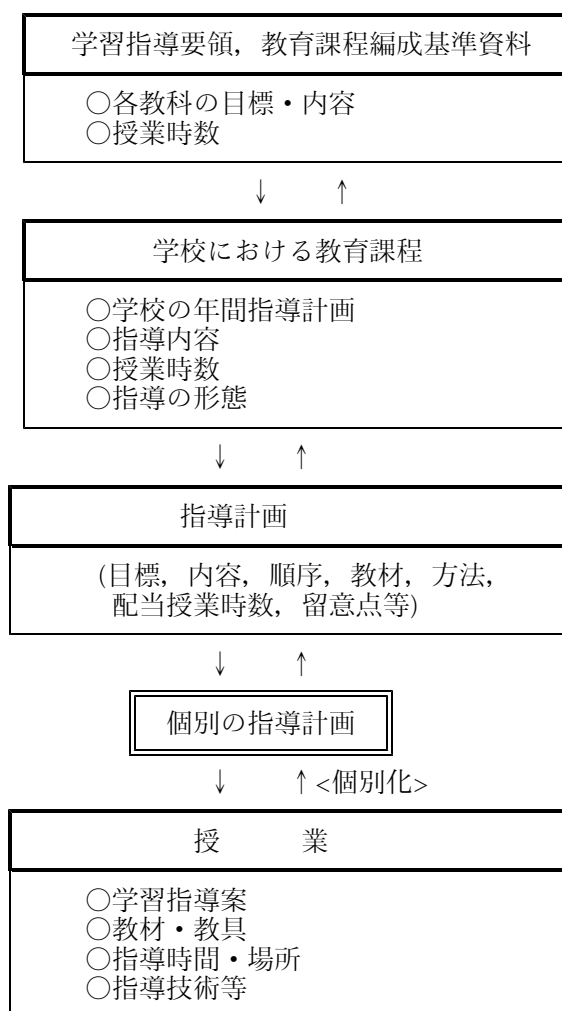 学習指導要領，教育課程編成基準資料
○各教科の目標・内容
○授業時数
↓ ↑
学校における教育課程
○学校の年間指導計画
○指導内容
○授業時数
○指導の形態
↓ ↑
指導計画
(目標，内容，順序，教材，方法，
配当授業時数，留意点等)
↓ ↑
個別の指導計画
↓ ↑<個別化>
授 業
○学習指導案
○教材・教具
○指導時間・場所
○指導技術等